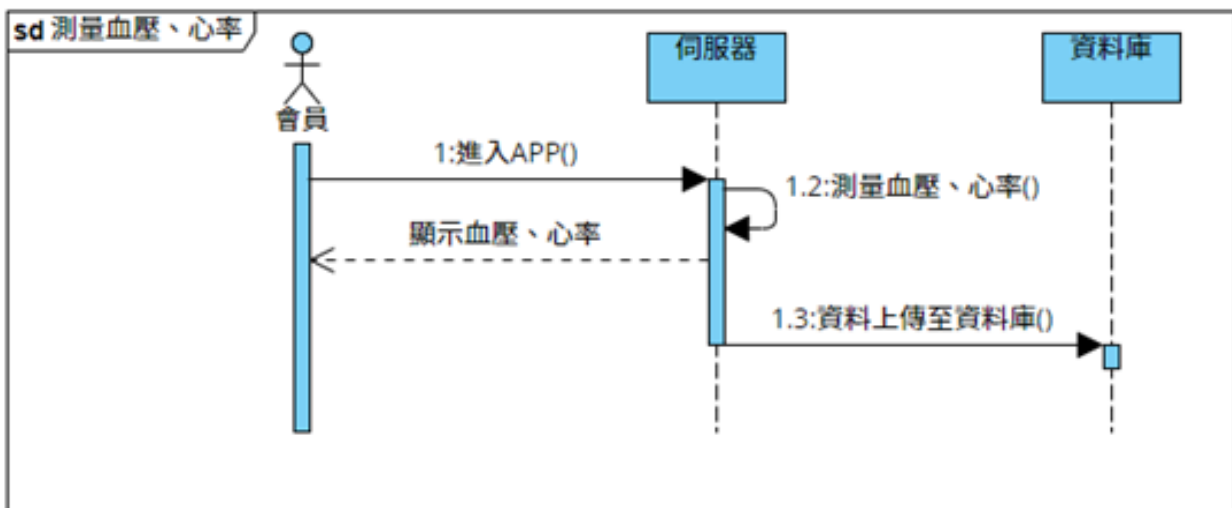 sd 測量血壓、心率
伺服器
資料庫
會員
1:進入APP()
1.2:測量血壓、心率()
顯示血壓、心率
1.3:資料上傳至資料庫()